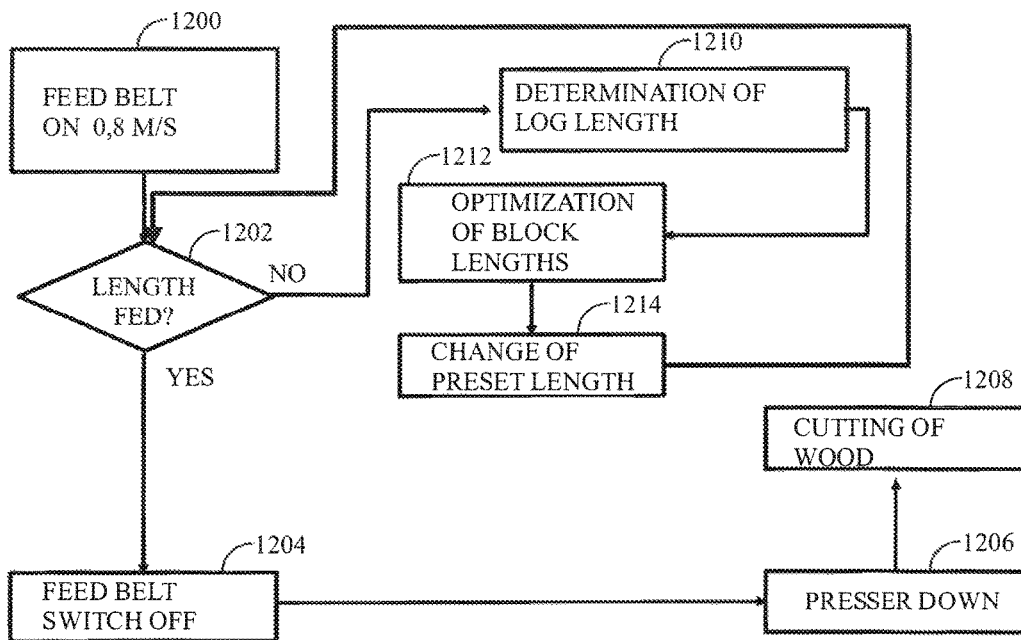 1200
FEED BELT
ON 0,8 M/S
1202
LENGTH
FED?
NO
YES
1210
DETERMINATION OF
LOG LENGTH
1212
OPTIMIZATION
OF BLOCK
LENGTHS
1214
CHANGE OF
PRESET LENGTH
1208
CUTTING OF
WOOD
1204
FEED BELT
SWITCH OFF
1206
PRESSER DOWN